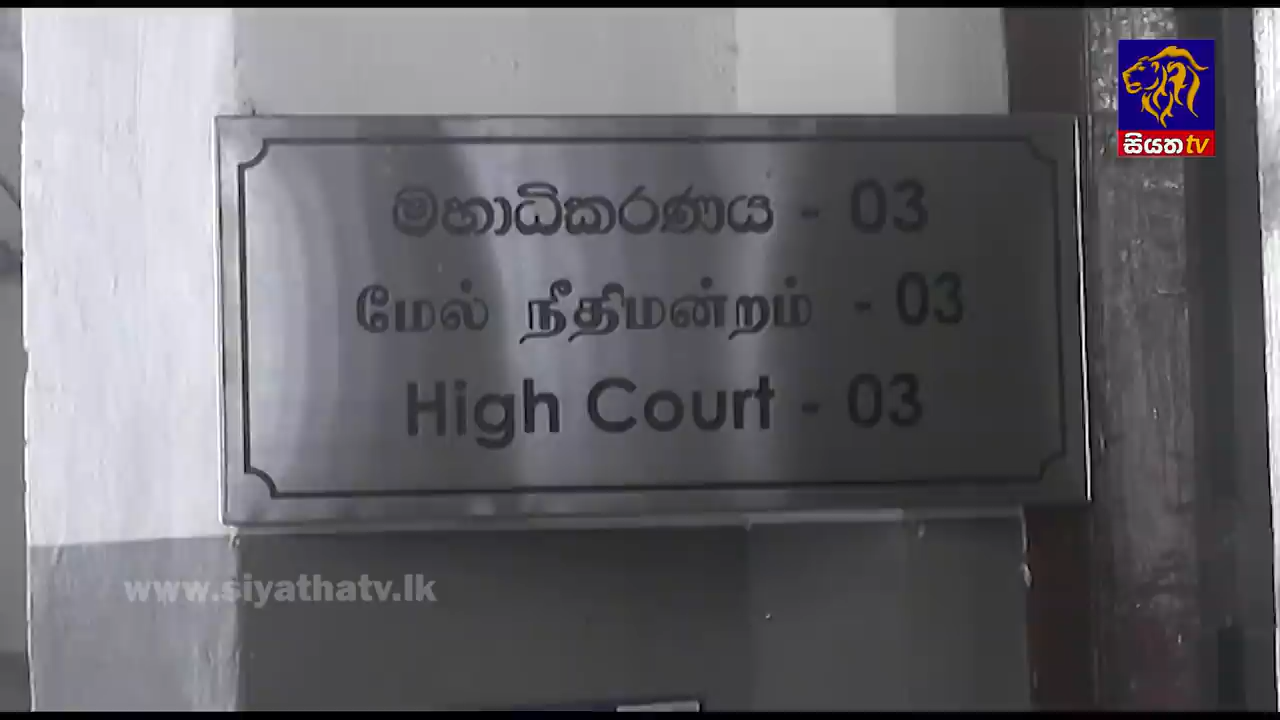 සියත tv
මහාධිකරණය - 03
மேல் நீதிமன்றம் - 03
High Court - 03
www.siyathatv.lk